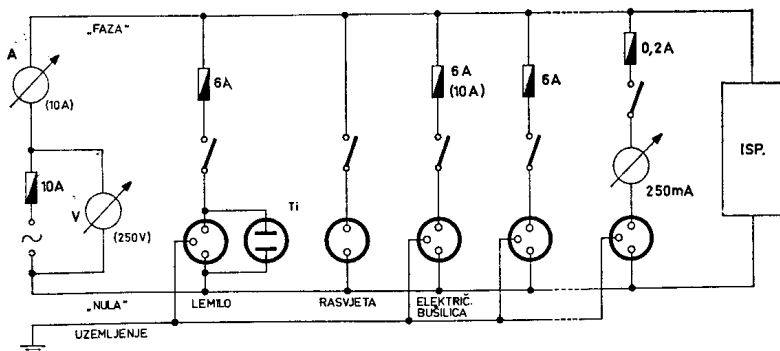 „FAZA"
A
(10A)
10A
V
(250V)
~
6A
Ti
6A
(10A)
6A
0,2A
250mA
ISP.
„NULA"
LEMILO
RASVJETA
ELEKTRIČ.
BUŠILICA
UZEMLJENJE